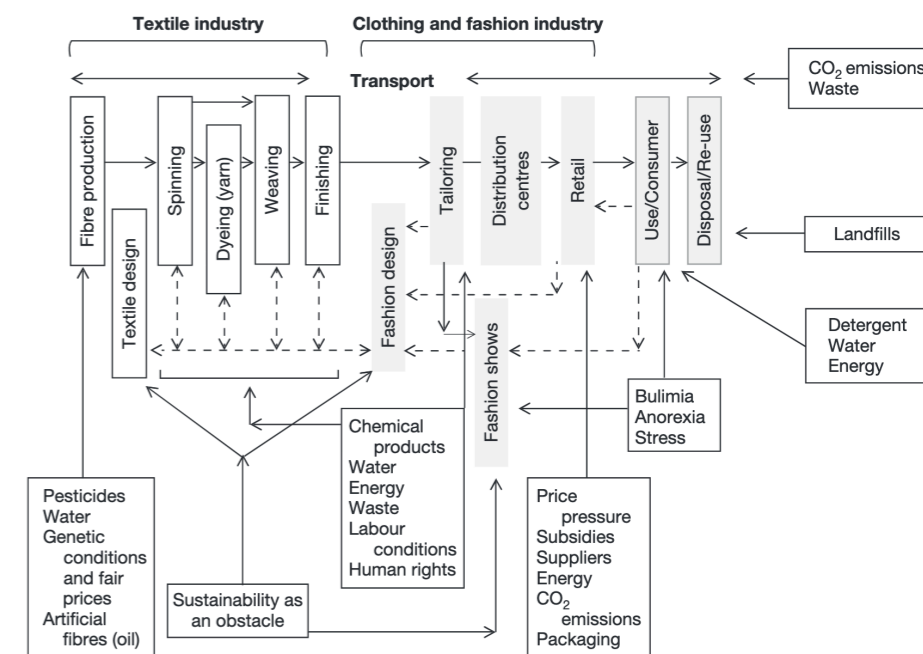 Textile industry
Clothing and fashion industry
Transport
CO₂ emissions
Waste
Fibre production
Textile design
Spinning
Dyeing (yarn)
Weaving
Finishing
Fashion design
Tailoring
Distribution
centres
Retail
Fashion shows
Use/Consumer
Disposal/Re-use
Landfills
Detergent
Water
Energy
Bulimia
Anorexia
Stress
Chemical
products
Water
Energy
Waste
Labour
conditions
Human rights
Pesticides
Water
Genetic
conditions
and fair
prices
Artificial
fibres (oil)
Sustainability as
an obstacle
Price
pressure
Subsidies
Suppliers
Energy
CO₂
emissions
Packaging